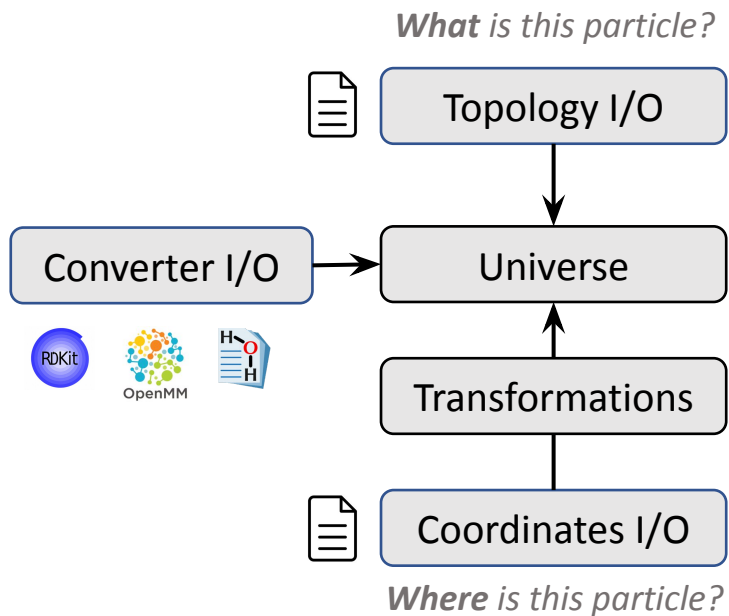 What is this particle?
Topology I/O
Converter I/O
Universe
RDKit
OpenMM
H
O
H
Transformations
Coordinates I/O
Where is this particle?